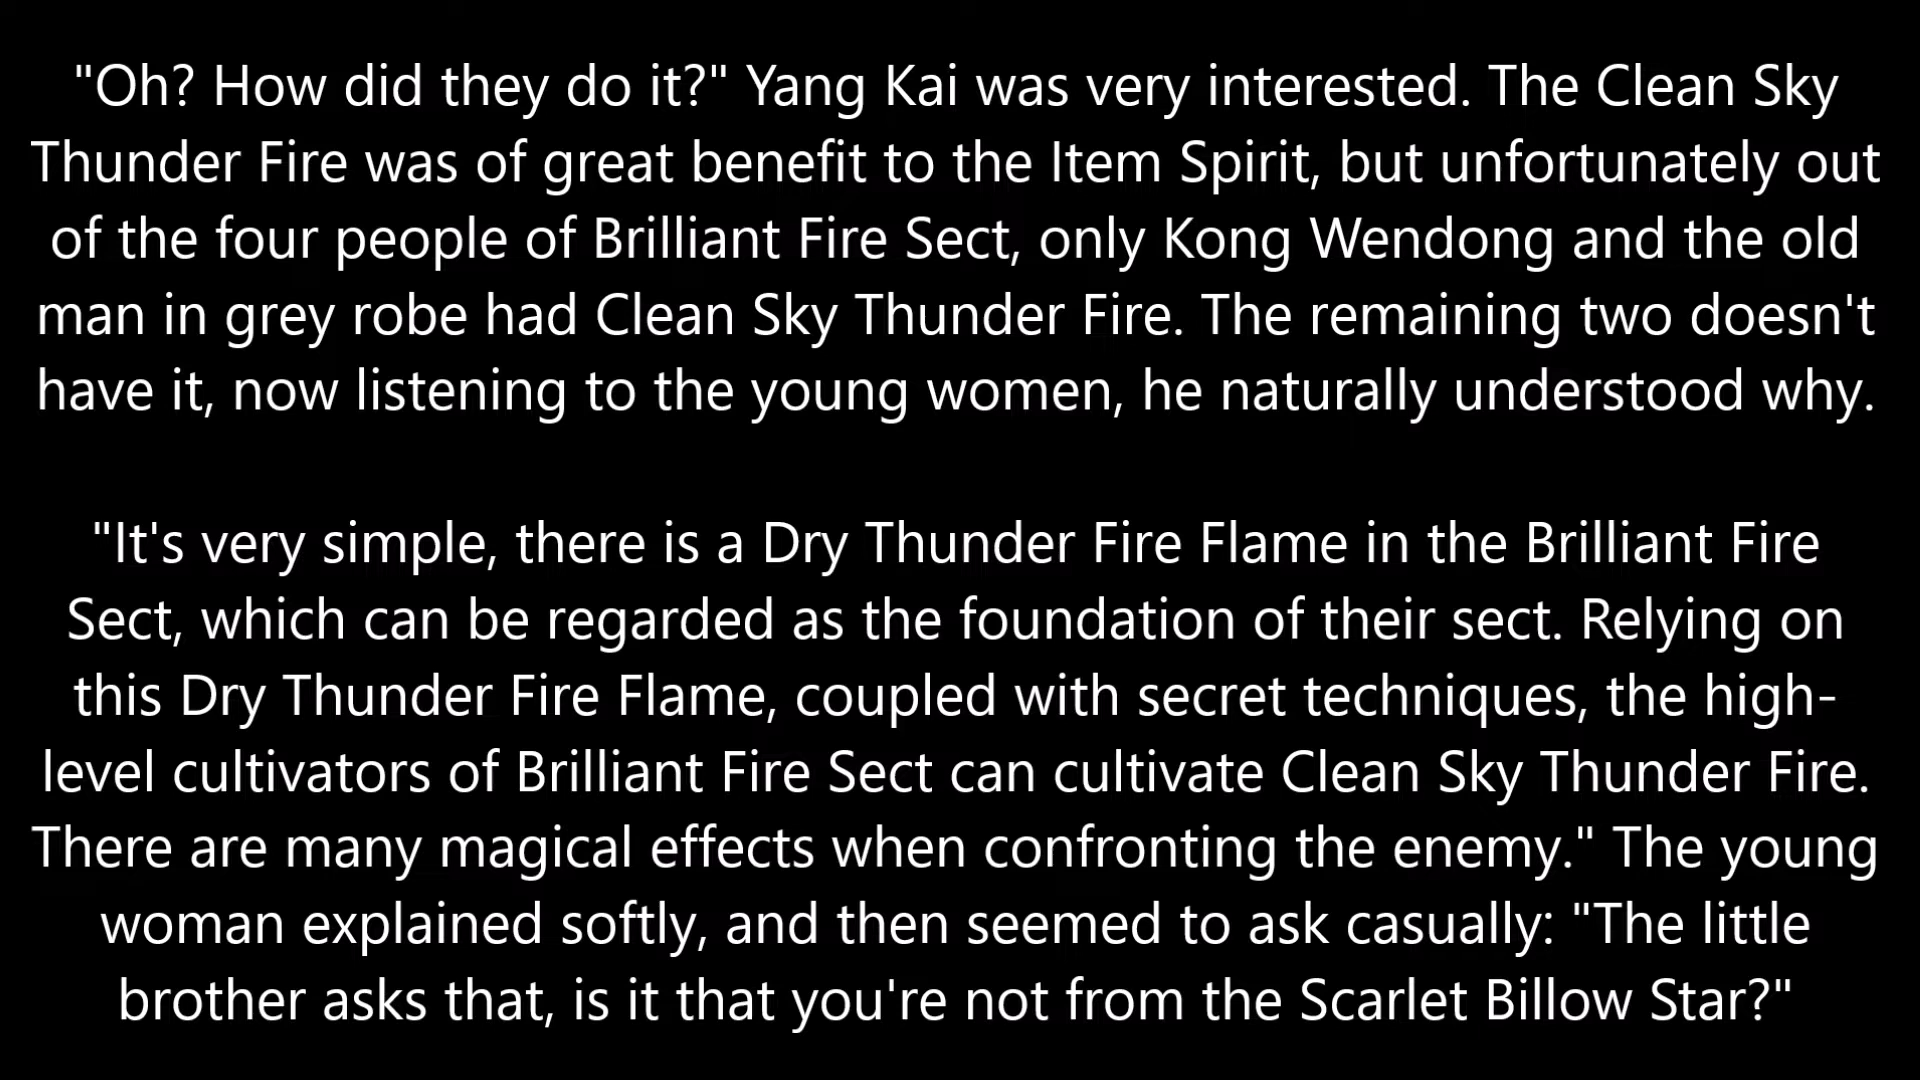 "Oh? How did they do it?" Yang Kai was very interested. The Clean Sky
Thunder Fire was of great benefit to the Item Spirit, but unfortunately out
of the four people of Brilliant Fire Sect, only Kong Wendong and the old
man in grey robe had Clean Sky Thunder Fire. The remaining two doesn't
have it, now listening to the young women, he naturally understood why.
"It's very simple, there is a Dry Thunder Fire Flame in the Brilliant Fire
Sect, which can be regarded as the foundation of their sect. Relying on
this Dry Thunder Fire Flame, coupled with secret techniques, the high-
level cultivators of Brilliant Fire Sect can cultivate Clean Sky Thunder Fire.
There are many magical effects when confronting the enemy." The young
woman explained softly, and then seemed to ask casually: "The little
brother asks that, is it that you're not from the Scarlet Billow Star?"